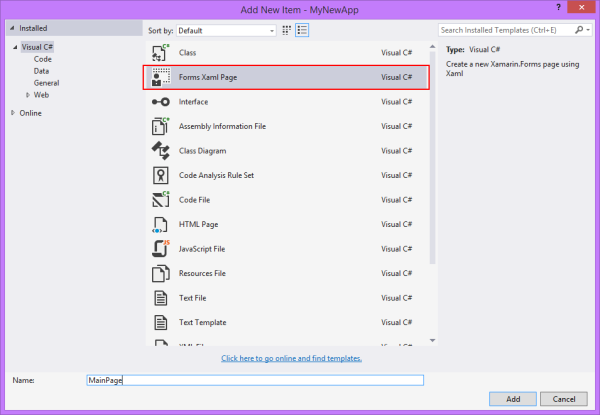 Add New Item - MyNewApp
? ×
Installed
Visual C#
Code
Data
General
Web
Online
Sort by: Default
Search Installed Templates (Ctrl+E)
Class Visual C#
Forms Xaml Page Visual C#
Interface Visual C#
Assembly Information File Visual C#
Class Diagram Visual C#
Code Analysis Rule Set Visual C#
Code File Visual C#
HTML Page Visual C#
JavaScript File Visual C#
Resources File Visual C#
Text File Visual C#
Text Template Visual C#
Type: Visual C#
Create a new Xamarin.Forms page using
Xaml
Click here to go online and find templates.
Name: MainPage
Add Cancel